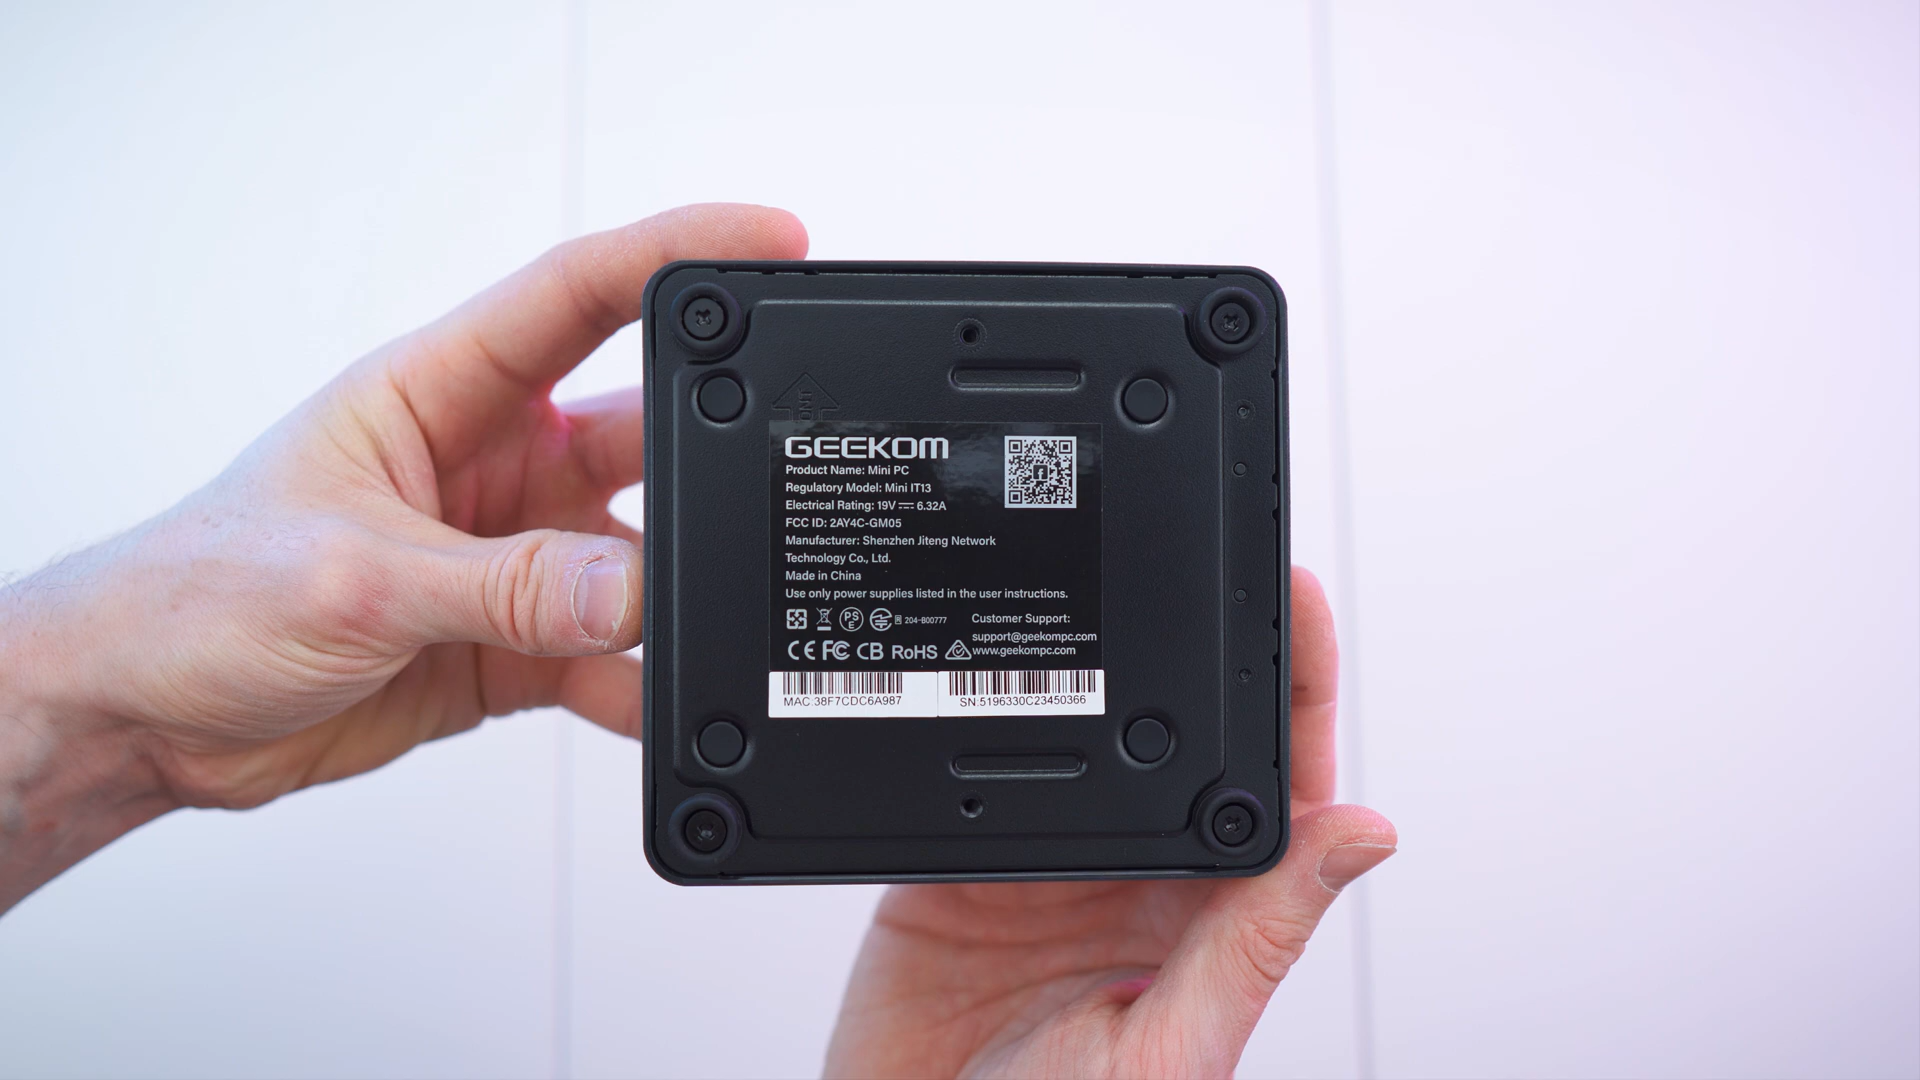 GEEKOM
Product Name: Mini PC
Regulatory Model: Mini IT13
Electrical Rating: 19V ⎓ 6.32A
FCC ID: 2AY4C-GM05
Manufacturer: Shenzhen Jiteng Network
Technology Co., Ltd.
Made in China
Use only power supplies listed in the user instructions.
PS E R 204-B00777
Customer Support:
support@geekompc.com
CE FC CB RoHS www.geekompc.com
MAC:38F7CDC6A987
SN:5196330C23450366